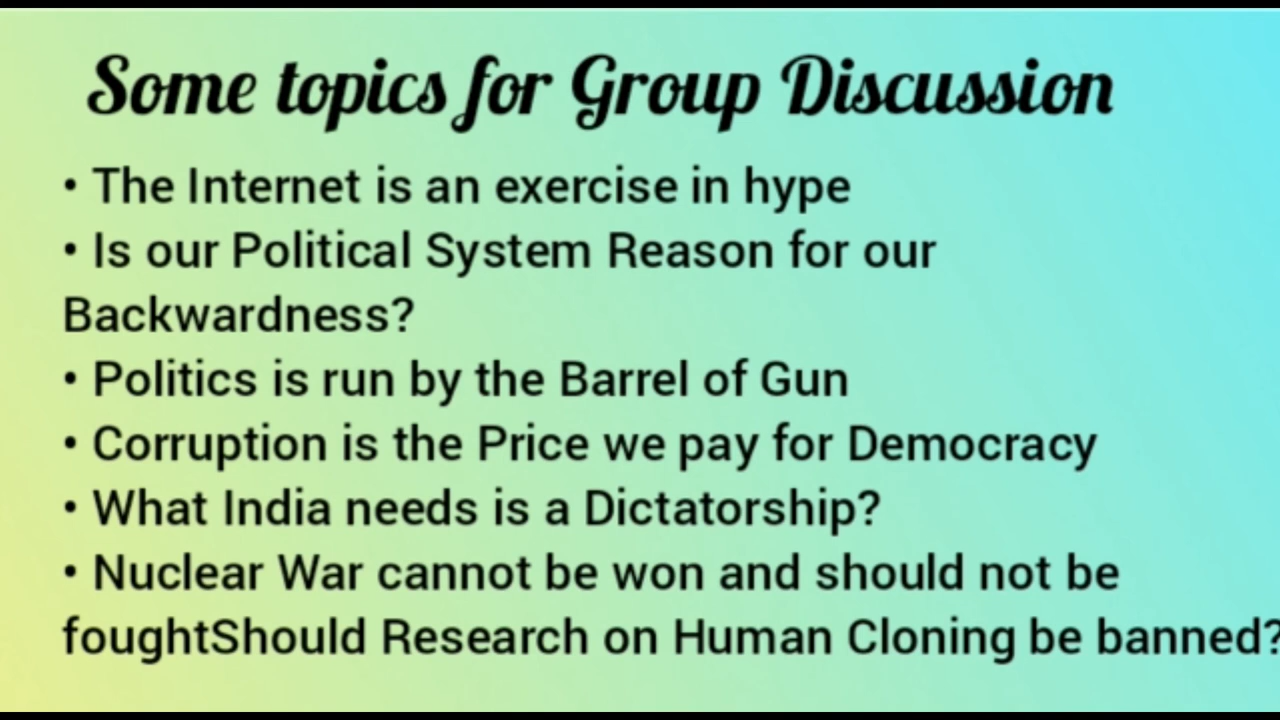 Some topics for Group Discussion
• The Internet is an exercise in hype
• Is our Political System Reason for our
Backwardness?
• Politics is run by the Barrel of Gun
• Corruption is the Price we pay for Democracy
• What India needs is a Dictatorship?
• Nuclear War cannot be won and should not be
foughtShould Research on Human Cloning be banned?